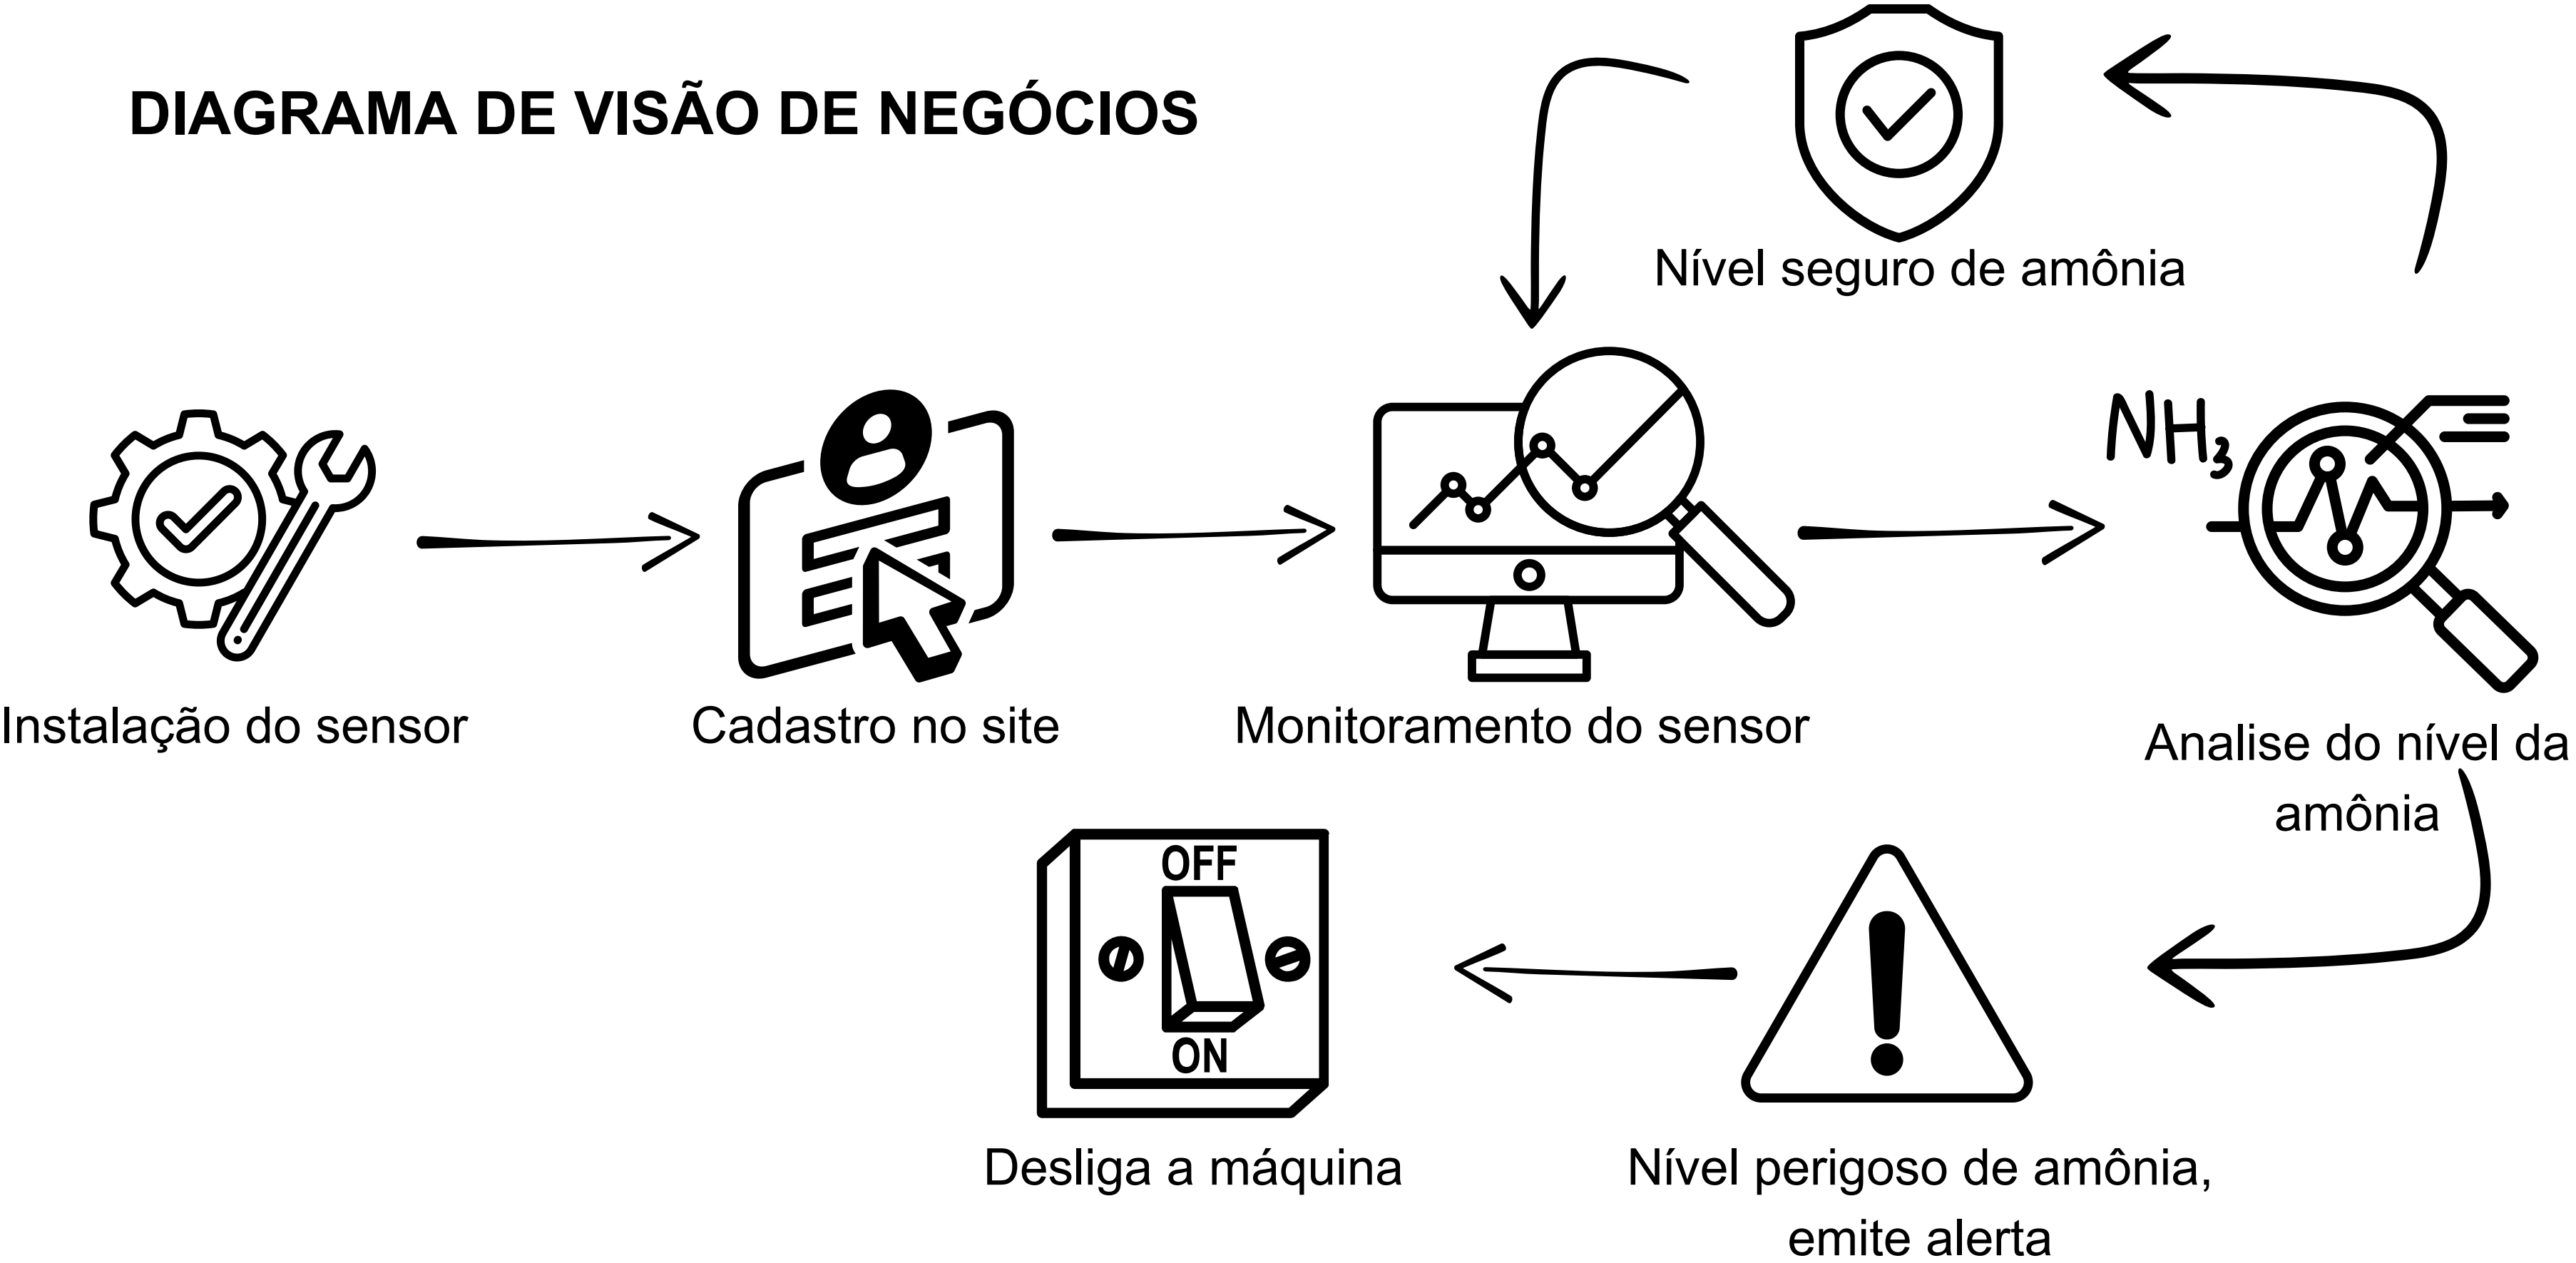 DIAGRAMA DE VISÃO DE NEGÓCIOS
Nível seguro de amônia
NH₃
Instalação do sensor
Cadastro no site
Monitoramento do sensor
Analise do nível da
amônia
OFF
ON
Desliga a máquina
Nível perigoso de amônia,
emite alerta